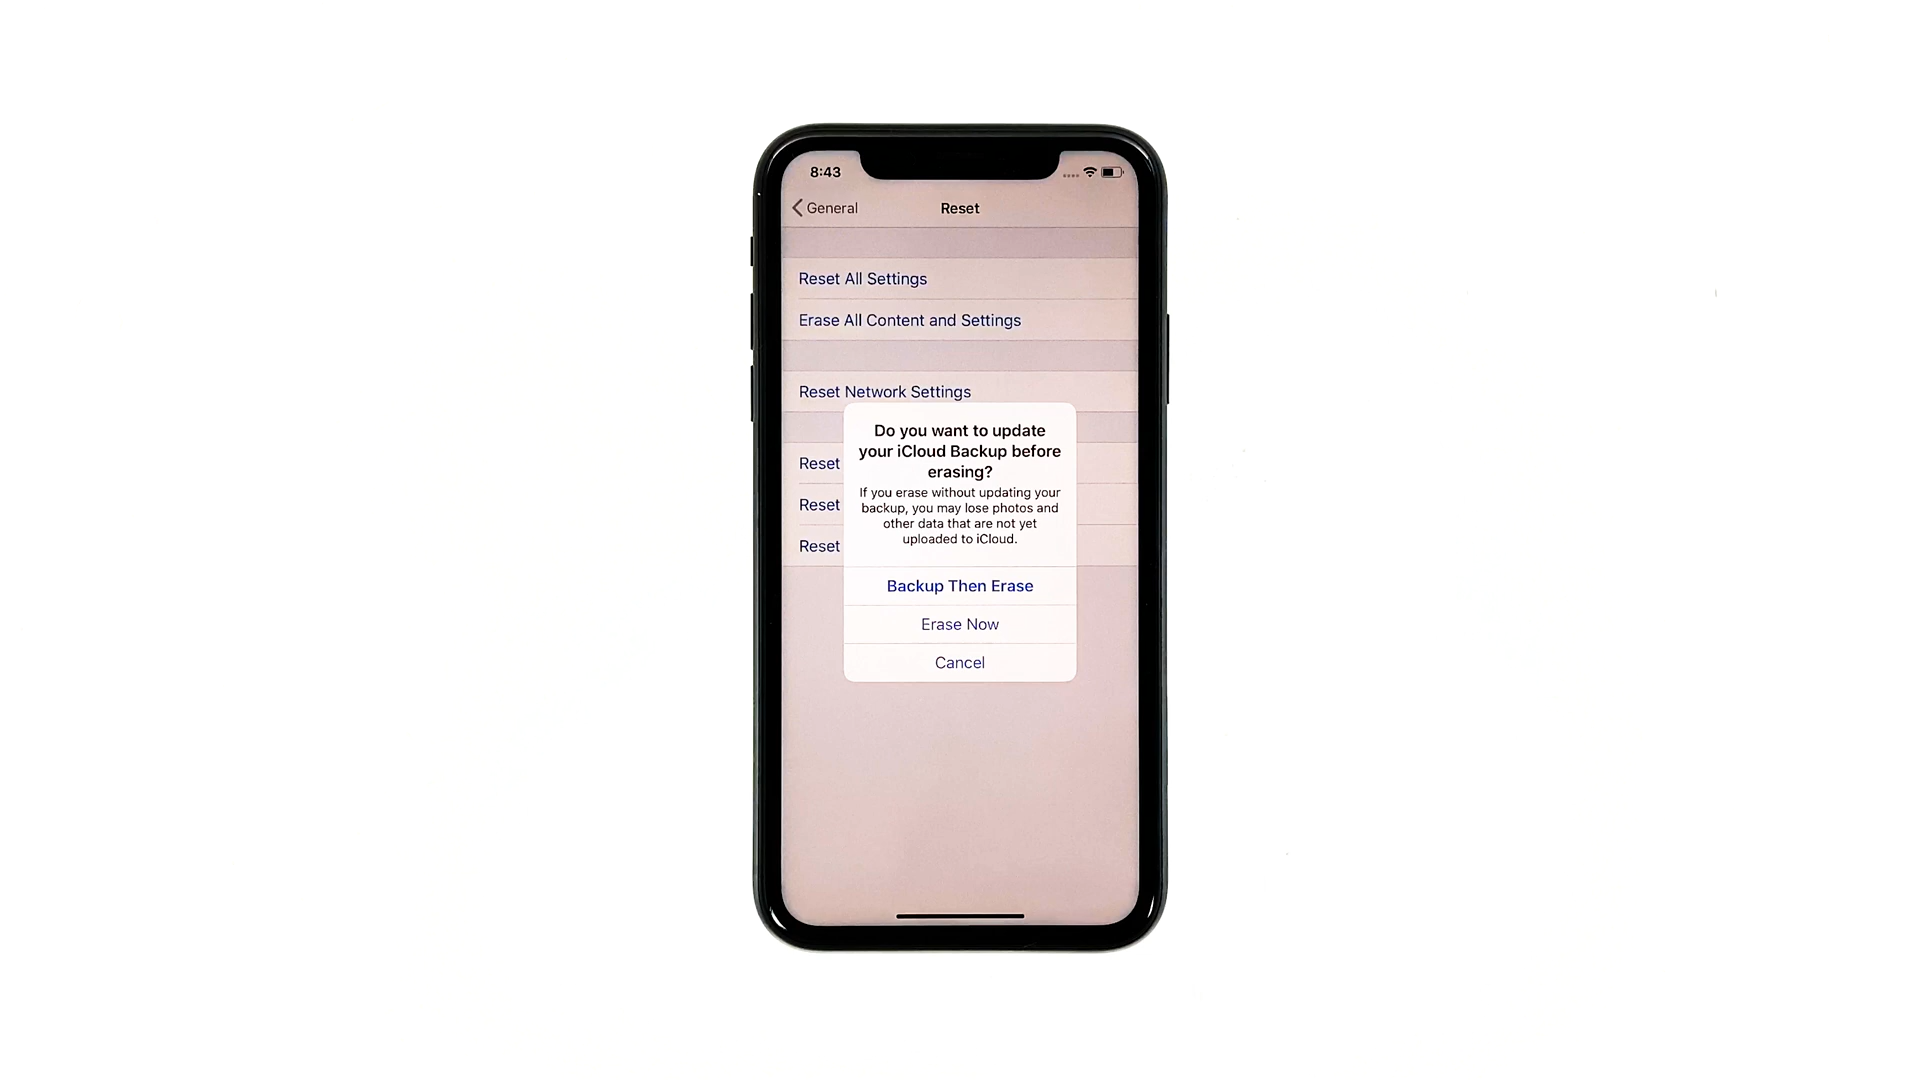 8:43
General
Reset
Reset All Settings
Erase All Content and Settings
Reset Network Settings
Do you want to update
your iCloud Backup before
erasing?
If you erase without updating your
backup, you may lose photos and
other data that are not yet
uploaded to iCloud.
Reset
Reset
Reset
Backup Then Erase
Erase Now
Cancel